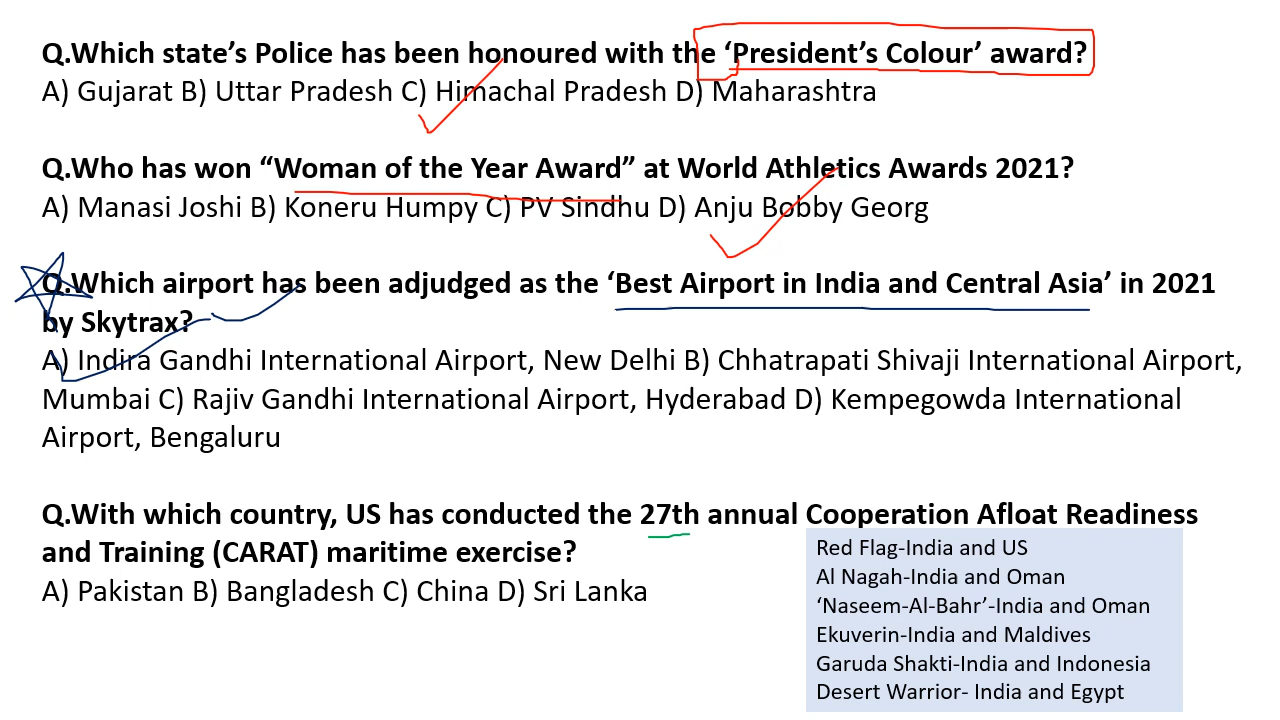 Q.Which state’s Police has been honoured with the ‘President’s Colour’ award?
A) Gujarat B) Uttar Pradesh C) Himachal Pradesh D) Maharashtra
Q.Who has won “Woman of the Year Award” at World Athletics Awards 2021?
A) Manasi Joshi B) Koneru Humpy C) PV Sindhu D) Anju Bobby Georg
Q.Which airport has been adjudged as the ‘Best Airport in India and Central Asia’ in 2021
by Skytrax?
A) Indira Gandhi International Airport, New Delhi B) Chhatrapati Shivaji International Airport,
Mumbai C) Rajiv Gandhi International Airport, Hyderabad D) Kempegowda International
Airport, Bengaluru
Q.With which country, US has conducted the 27th annual Cooperation Afloat Readiness
and Training (CARAT) maritime exercise?
A) Pakistan B) Bangladesh C) China D) Sri Lanka
Red Flag-India and US
Al Nagah-India and Oman
‘Naseem-Al-Bahr’-India and Oman
Ekuverin-India and Maldives
Garuda Shakti-India and Indonesia
Desert Warrior- India and Egypt